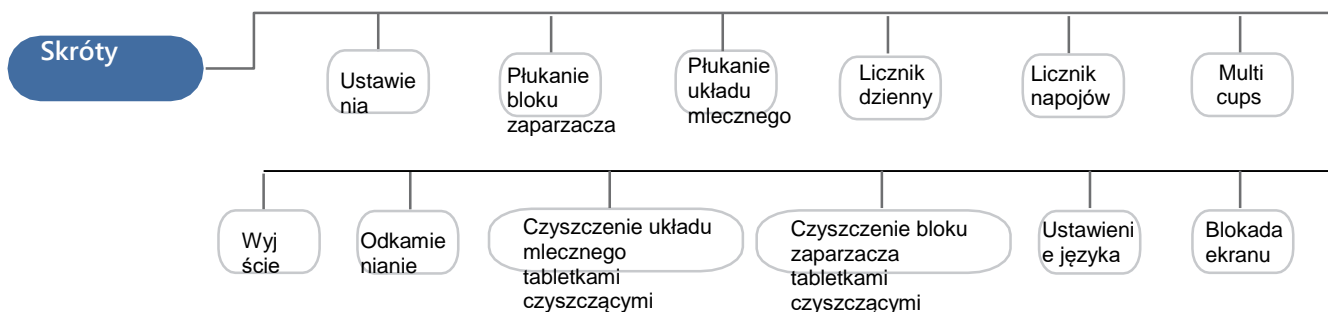 Skróty
Ustawie
nia
Płukanie
bloku
zaparzacza
Płukanie
układu
mlecznego
Licznik
dzienny
Licznik
napojów
Multi
cups
Wyj
ście
Odkamie
nianie
Czyszczenie układu
mlecznego
tabletkami
czyszczącymi
Czyszczenie bloku
zaparzacza
tabletkami
czyszczącymi
Ustawieni
e języka
Blokada
ekranu